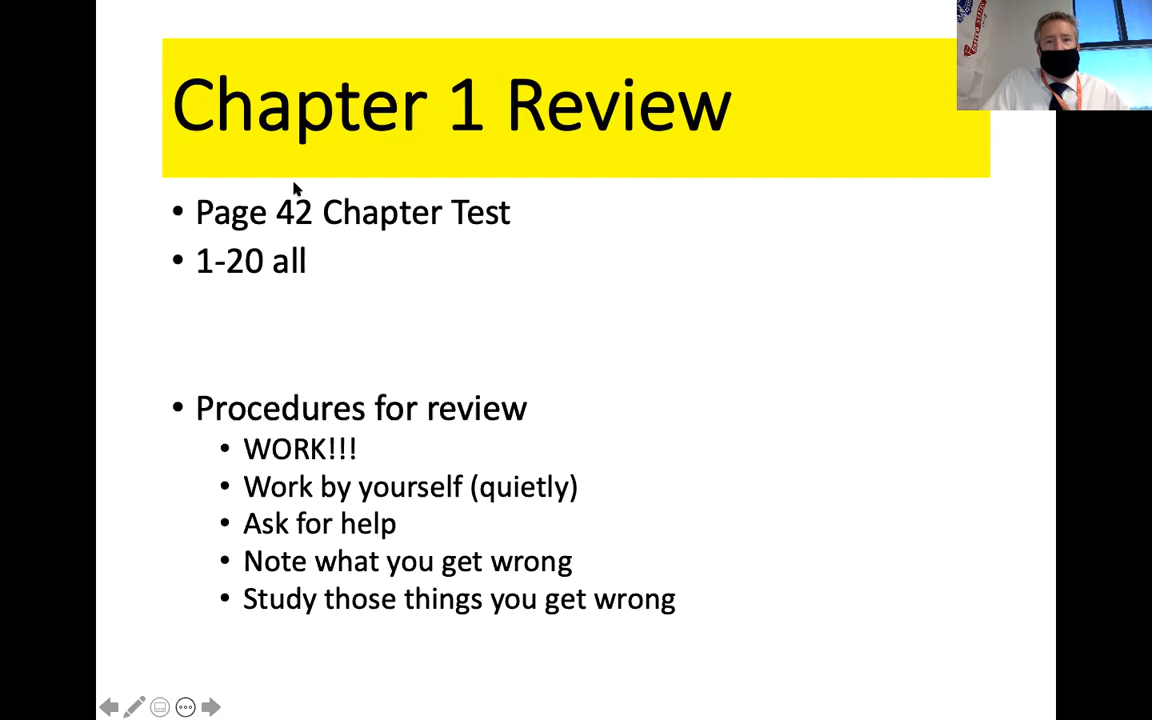 Chapter 1 Review
• Page 42 Chapter Test
• 1-20 all
• Procedures for review
• WORK!!!
• Work by yourself (quietly)
• Ask for help
• Note what you get wrong
• Study those things you get wrong